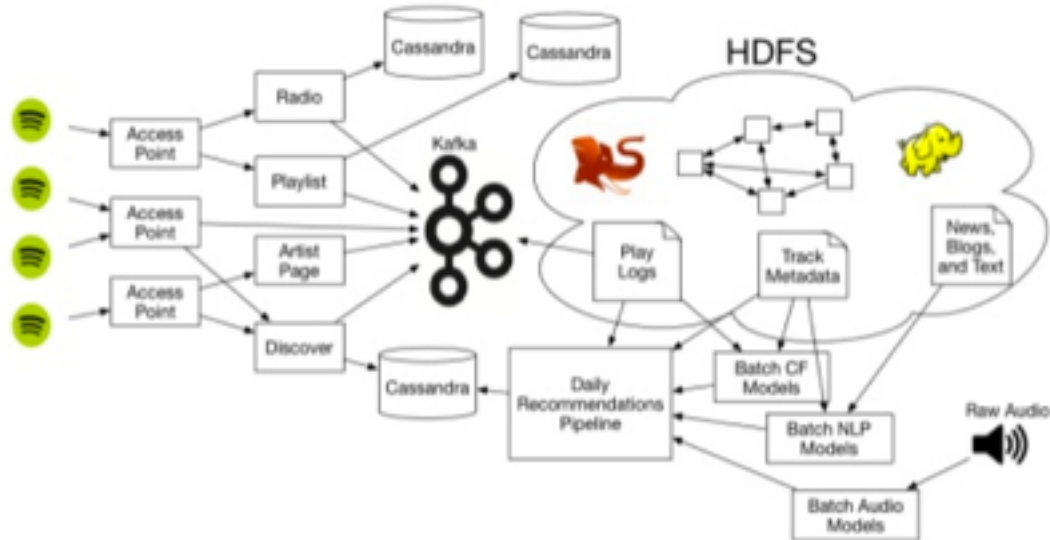 Cassandra
Cassandra
HDFS
Radio
Access
Point
Kafka
Playlist
Access
Point
Artist
Page
Play
Logs
Track
Metadata
News,
Blogs,
and Text
Access
Point
Discover
Cassandra
Daily
Recommendations
Pipeline
Batch CF
Models
Raw Audio
Batch NLP
Models
Batch Audio
Models